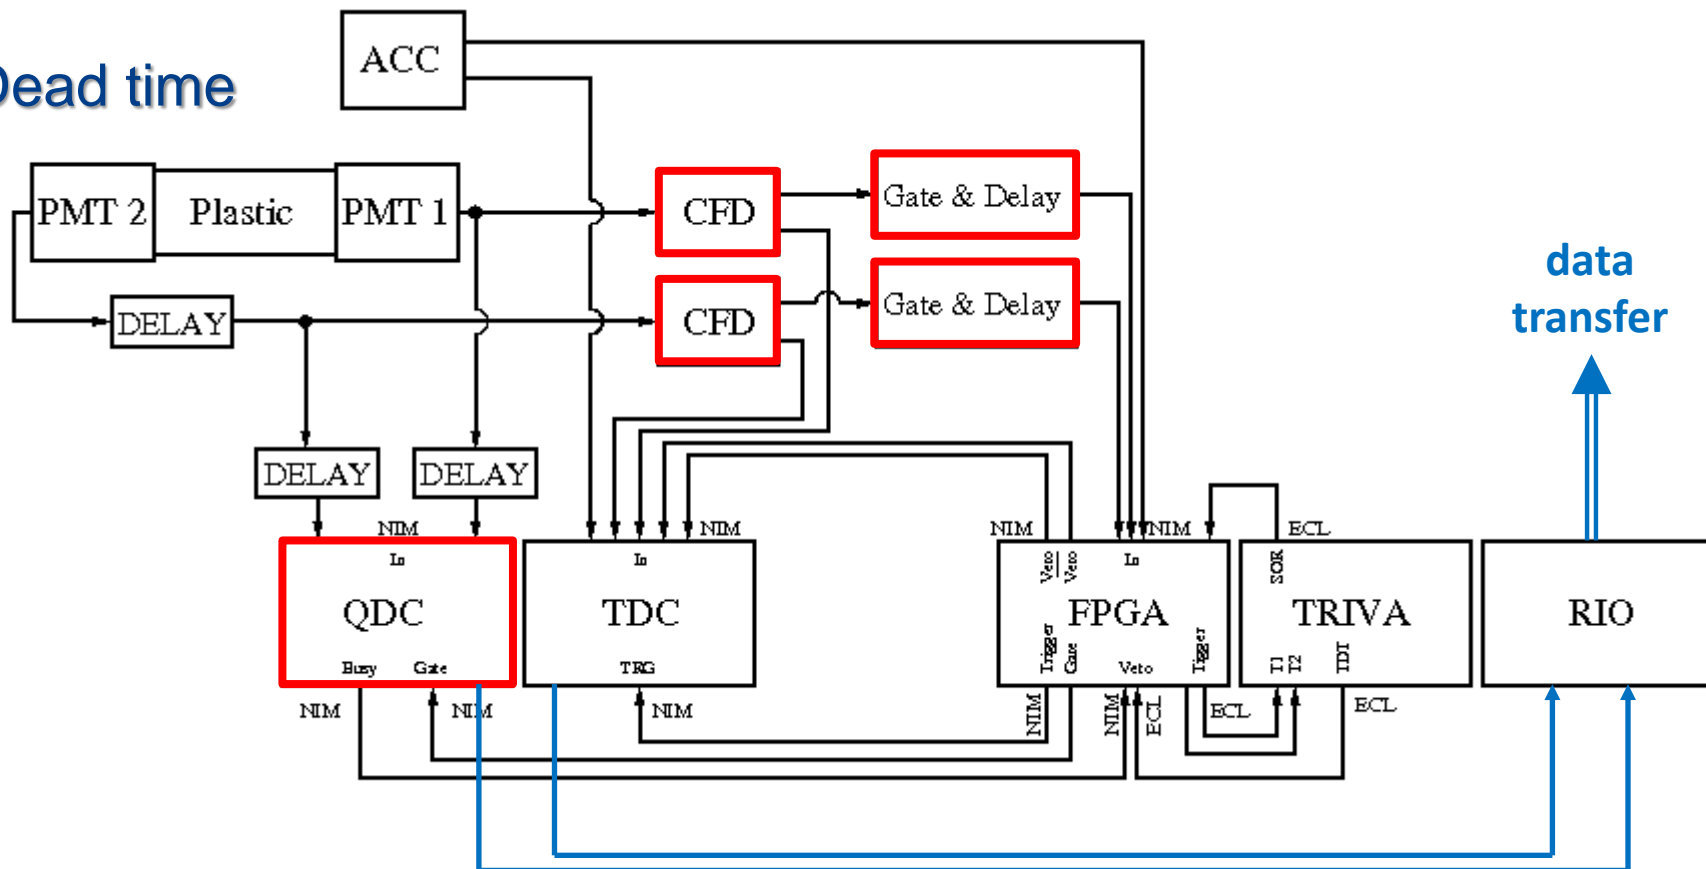 ACC
Dead time
PMT 2 Plastic PMT 1
CFD
Gate & Delay
DELAY
CFD
Gate & Delay
data
transfer
DELAY DELAY
NIM NIM NIM NIM ECL
In
QDC
Busy Gate
In
TDC
TRG
Veto Veto In
FPGA
Trigger Gate Veto Trigger
SOR
TRIVA
T1 T2 TDT
RIO
NIM NIM NIM NIM NIM ECL ECL ECL